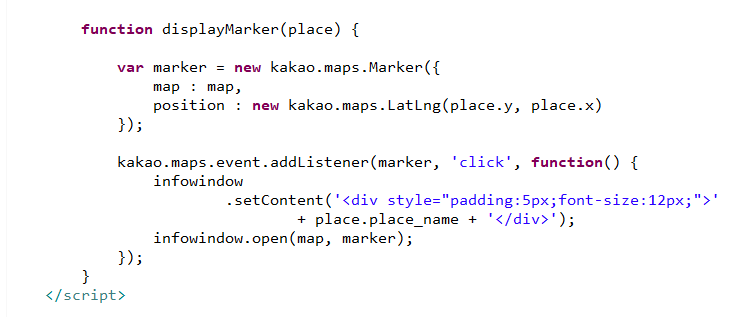 function displayMarker(place) {
var marker = new kakao.maps.Marker({
map : map,
position : new kakao.maps.LatLng(place.y, place.x)
});
kakao.maps.event.addListener(marker, 'click', function() {
infowindow
.setContent('<div style="padding:5px;font-size:12px;">'
+ place.place_name + '</div>');
infowindow.open(map, marker);
});
}
</script>